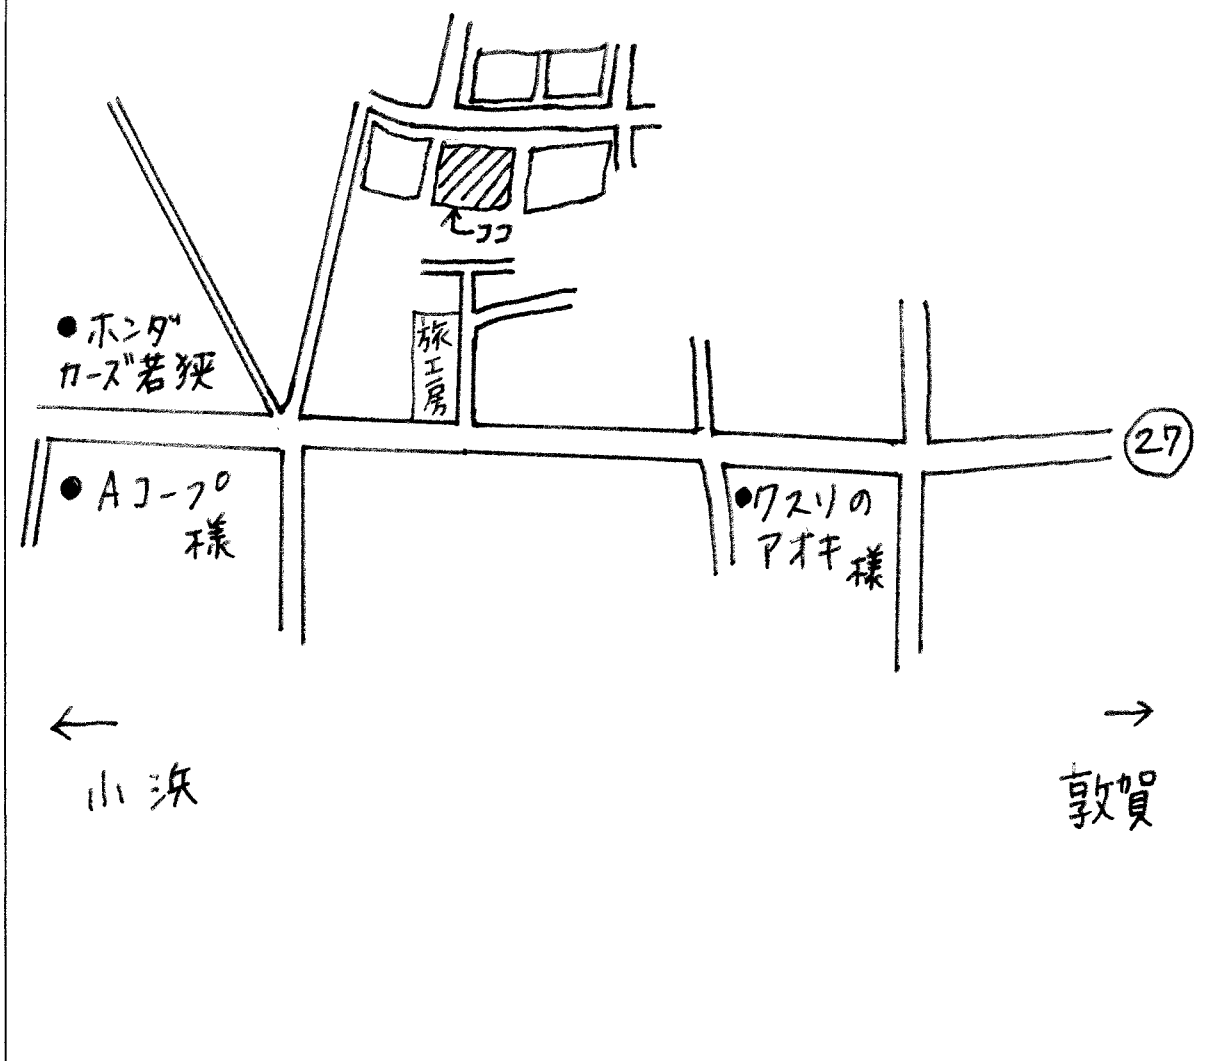 ココ
●ホンダ
カーズ若狭
旅工房
27
●Aコープ
様
●クスリの
アオキ様
←
→
小浜
敦賀